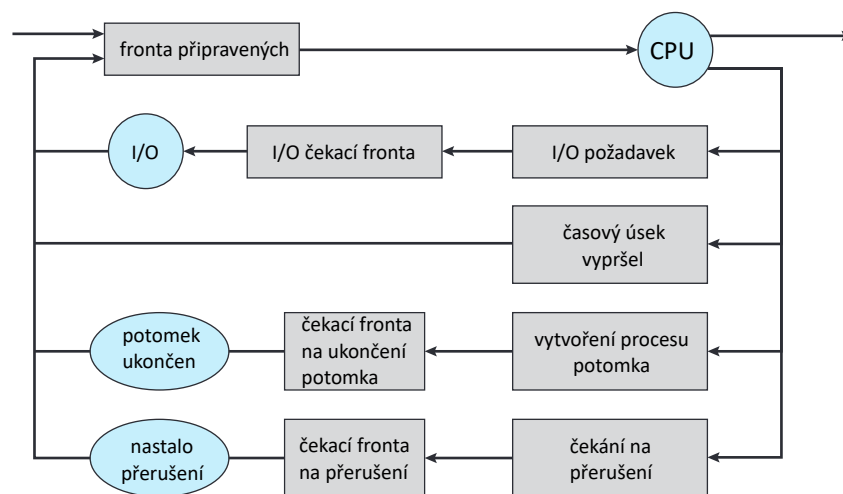 fronta připravených
CPU
I/O
I/O čekací fronta
I/O požadavek
časový úsek
vypršel
potomek
ukončen
čekací fronta
na ukončení
potomka
vytvoření procesu
potomka
nastalo
přerušení
čekací fronta
na přerušení
čekání na
přerušení